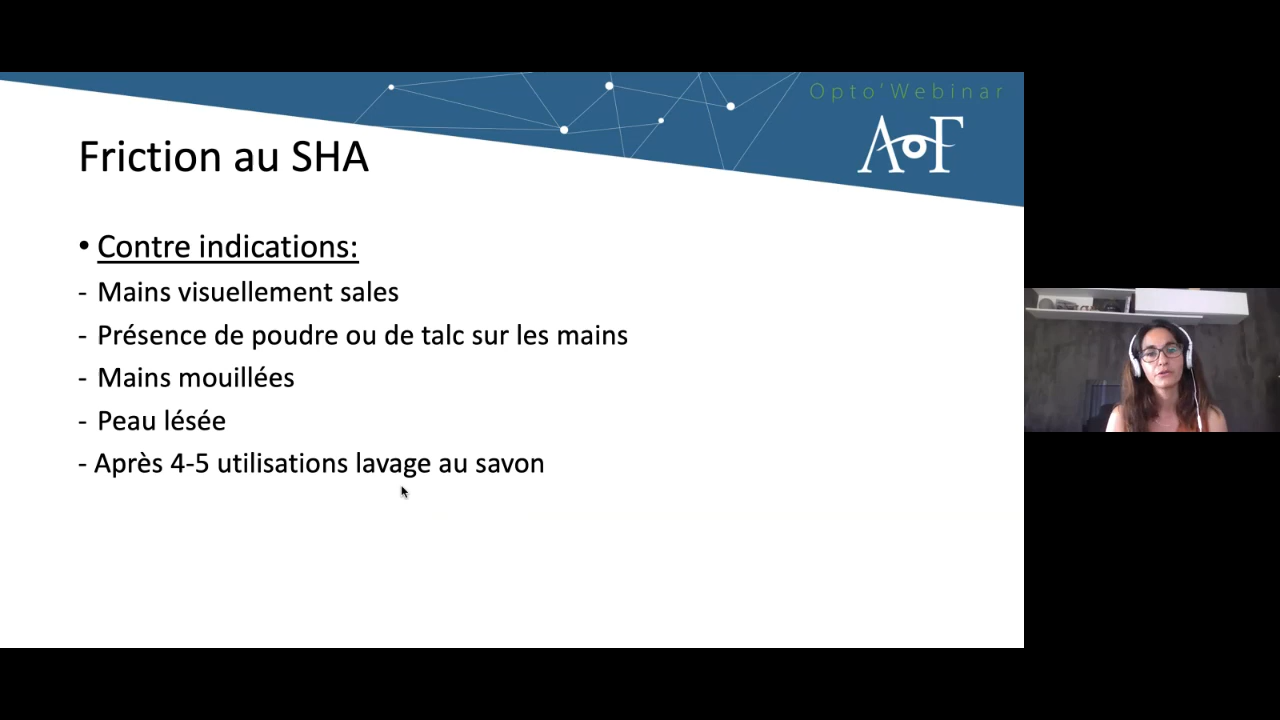 Opto'Webinar
AOF
Friction au SHA
• Contre indications:
- Mains visuellement sales
- Présence de poudre ou de talc sur les mains
- Mains mouillées
- Peau lésée
- Après 4-5 utilisations lavage au savon